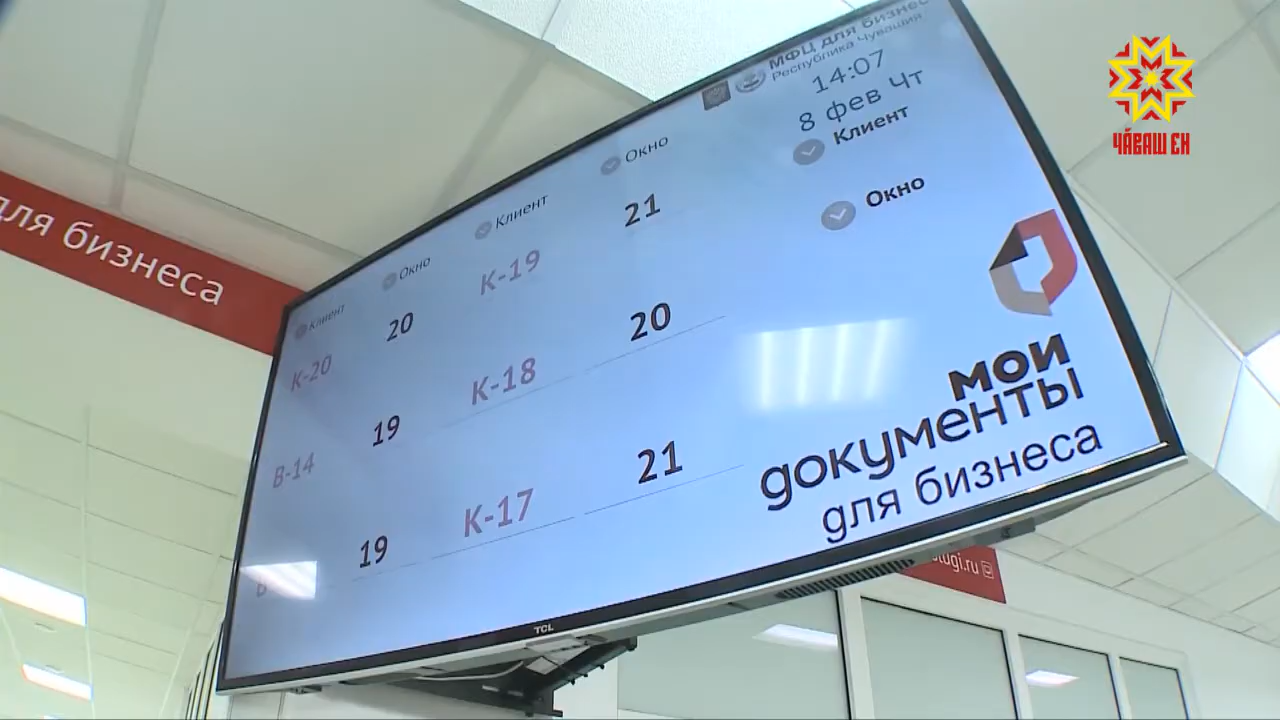 для бизнеса
МФЦ для бизнеса
Республика Чувашия
14:07
8 фев Чт
Клиент
Окно
Клиент
Окно
Клиент
Окно
К-20
20
К-19
21
В-14
19
К-18
20
19
К-17
21
мои
документы
для бизнеса
TCL
ЧӐВАШ ЕН